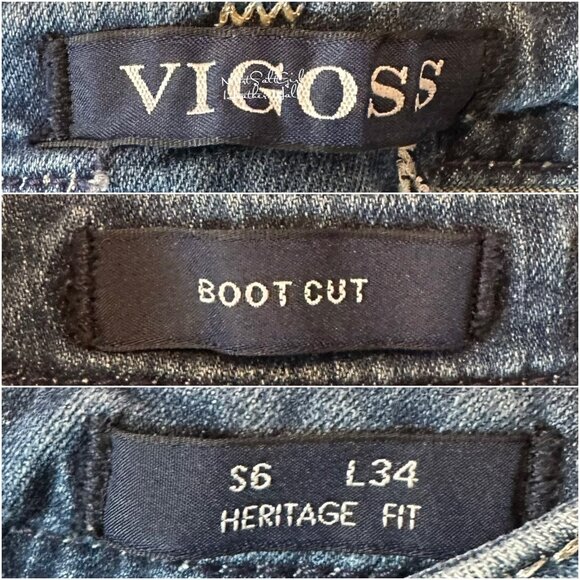 VIGOSS
BOOT CUT
S6 L34
HERITAGE FIT